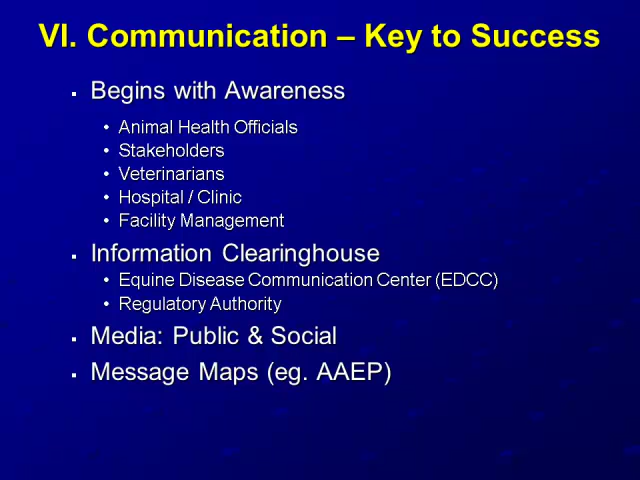 VI. Communication – Key to Success
▪ Begins with Awareness
• Animal Health Officials
• Stakeholders
• Veterinarians
• Hospital / Clinic
• Facility Management
▪ Information Clearinghouse
• Equine Disease Communication Center (EDCC)
• Regulatory Authority
▪ Media: Public & Social
▪ Message Maps (eg. AAEP)